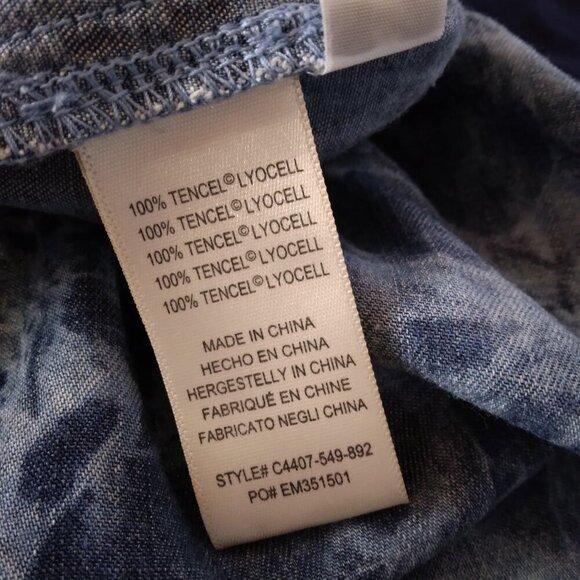 100% TENCEL© LYOCELL
100% TENCEL© LYOCELL
100% TENCEL© LYOCELL
100% TENCEL© LYOCELL
100% TENCEL© LYOCELL
MADE IN CHINA
HECHO EN CHINA
HERGESTELLY IN CHINA
FABRIQUÉ EN CHINE
FABRICATO NEGLI CHINA
STYLE# C4407-549-892
PO# EM351501